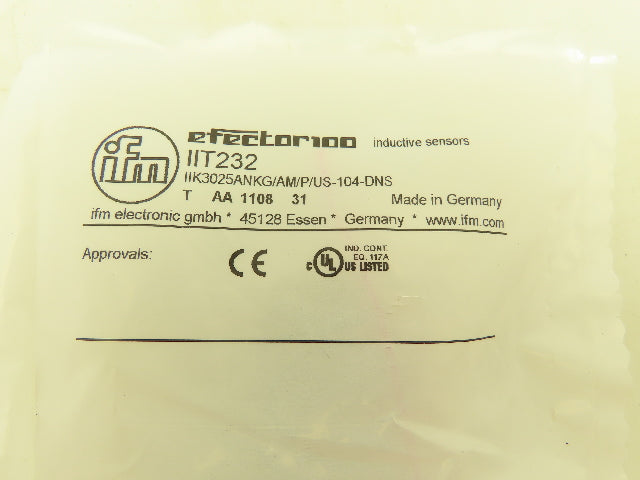 ifm
efector100 inductive sensors
IIT232
IIK3025ANKG/AM/P/US-104-DNS
T AA 1108 31 Made in Germany
ifm electronic gmbh * 45128 Essen * Germany * www.ifm.com
Approvals: CE
IND. CONT.
EQ. 117A
c UL US LISTED